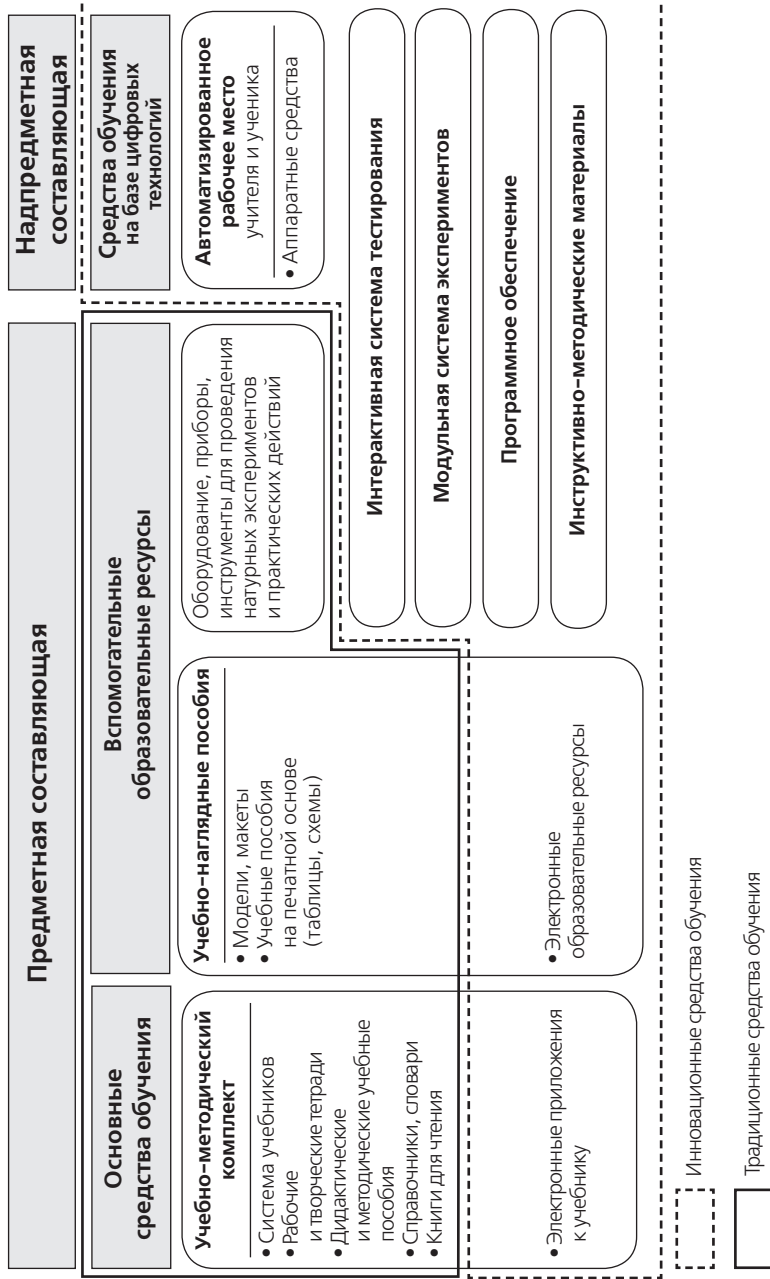 Предметная составляющая
Надпредметная
составляющая
Основные
средства обучения
Вспомогательные
образовательные ресурсы
Средства обучения
на базе цифровых
технологий
Учебно-методический
комплект
• Система учебников
• Рабочие
и творческие тетради
• Дидактические
и методические учебные
пособия
• Справочники, словари
• Книги для чтения
• Электронные приложения
к учебнику
Учебно-наглядные пособия
• Модели, макеты
• Учебные пособия
на печатной основе
(таблицы, схемы)
• Электронные
образовательные ресурсы
Оборудование, приборы,
инструменты для проведения
натурных экспериментов
и практических действий
Автоматизированное
рабочее место
учителя и ученика
• Аппаратные средства
Интерактивная система тестирования
Модульная система экспериментов
Программное обеспечение
Инструктивно-методические материалы
Инновационные средства обучения
Традиционные средства обучения